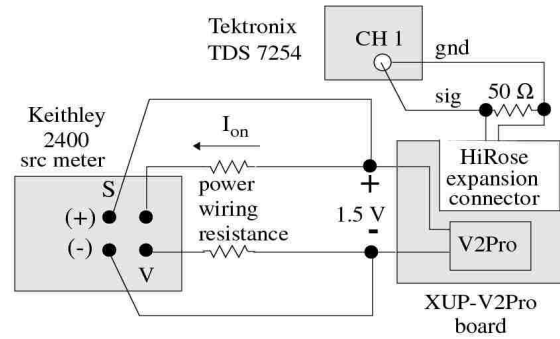 Tektronix
TDS 7254
CH 1
gnd
sig
50 Ω
Keithley
2400
src meter
I_on
S
(+)
(-)
V
power
wiring
resistance
+
1.5 V
-
HiRose
expansion
connector
V2Pro
XUP-V2Pro
board